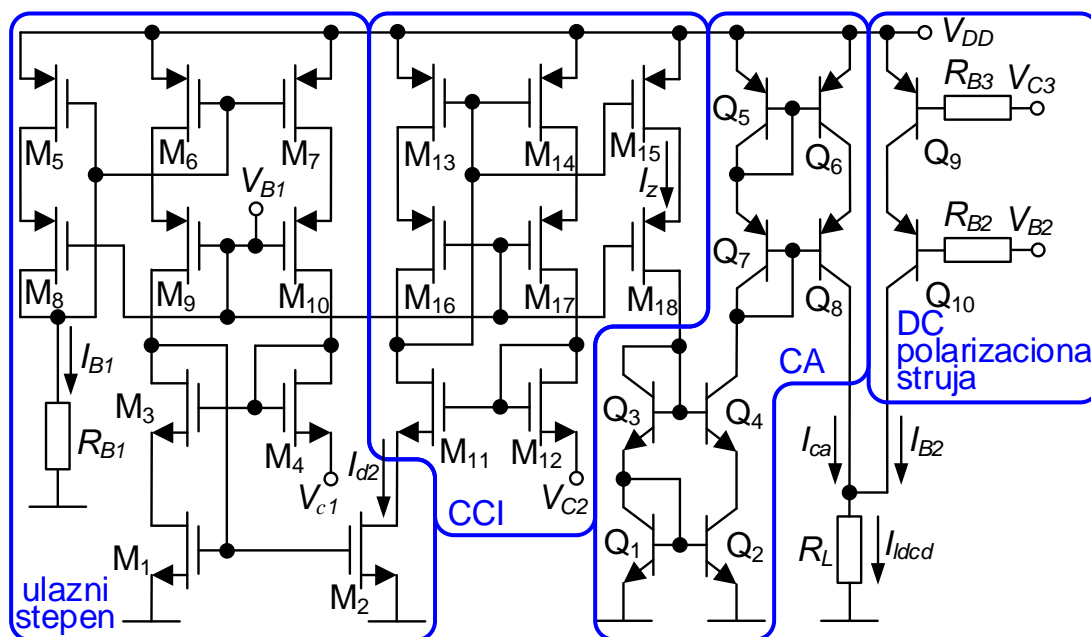 V_DD
R_B3 V_C3
M_5 M_6 M_7 M_13 M_14 M_15 Q_5 Q_6 Q_9
V_B1 I_z
R_B2 V_B2
M_8 M_9 M_10 M_16 M_17 M_18 Q_7 Q_8 Q_10
DC
polarizaciona
struja
CA
I_B1
M_3 M_4 M_11 M_12 Q_3 Q_4
R_B1
V_c1 I_d2 V_C2
I_ca I_B2
CCI
M_1 M_2 Q_1 Q_2
R_L I_ldcd
ulazni
stepen